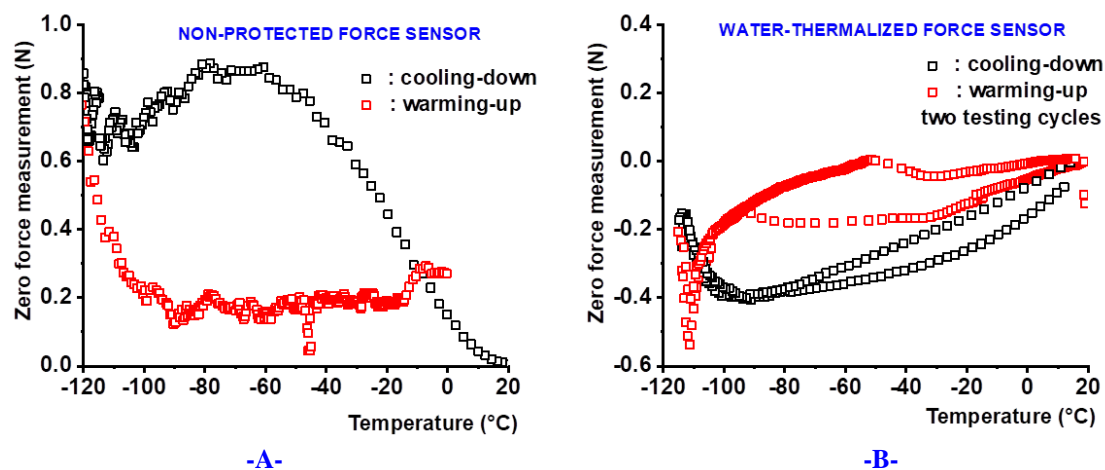 NON-PROTECTED FORCE SENSOR
: cooling-down
: warming-up
Zero force measurement (N)
1.0
0.8
0.6
0.4
0.2
0.0
-120 -100 -80 -60 -40 -20 0 20
Temperature (°C)
-A-
WATER-THERMALIZED FORCE SENSOR
: cooling-down
: warming-up
two testing cycles
Zero force measurement (N)
0.4
0.2
0.0
-0.2
-0.4
-0.6
-120 -100 -80 -60 -40 -20 0 20
Temperature (°C)
-B-